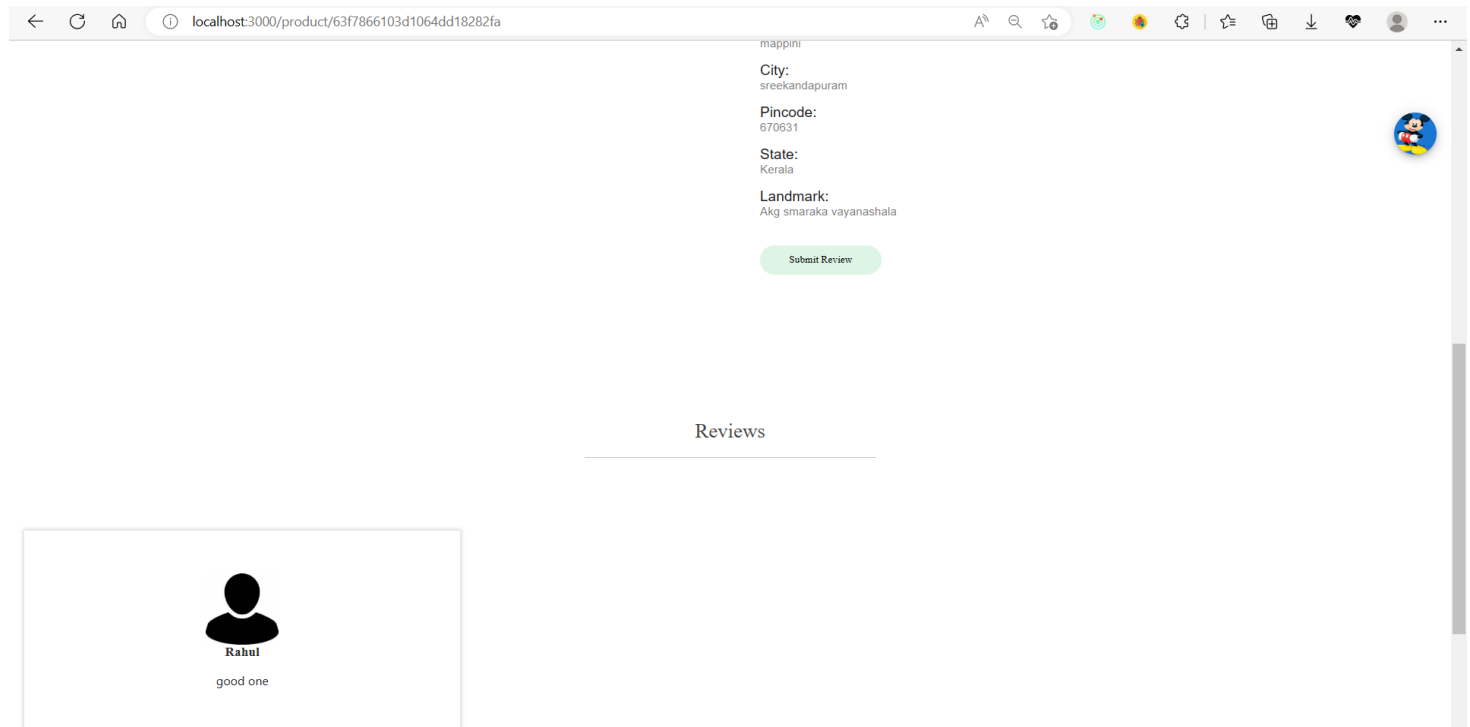 localhost:3000/product/63f7866103d1064dd18282fa
mappini
City:
sreekandapuram
Pincode:
670631
State:
Kerala
Landmark:
Akg smaraka vayanashala
Submit Review
Reviews
Rahul
good one